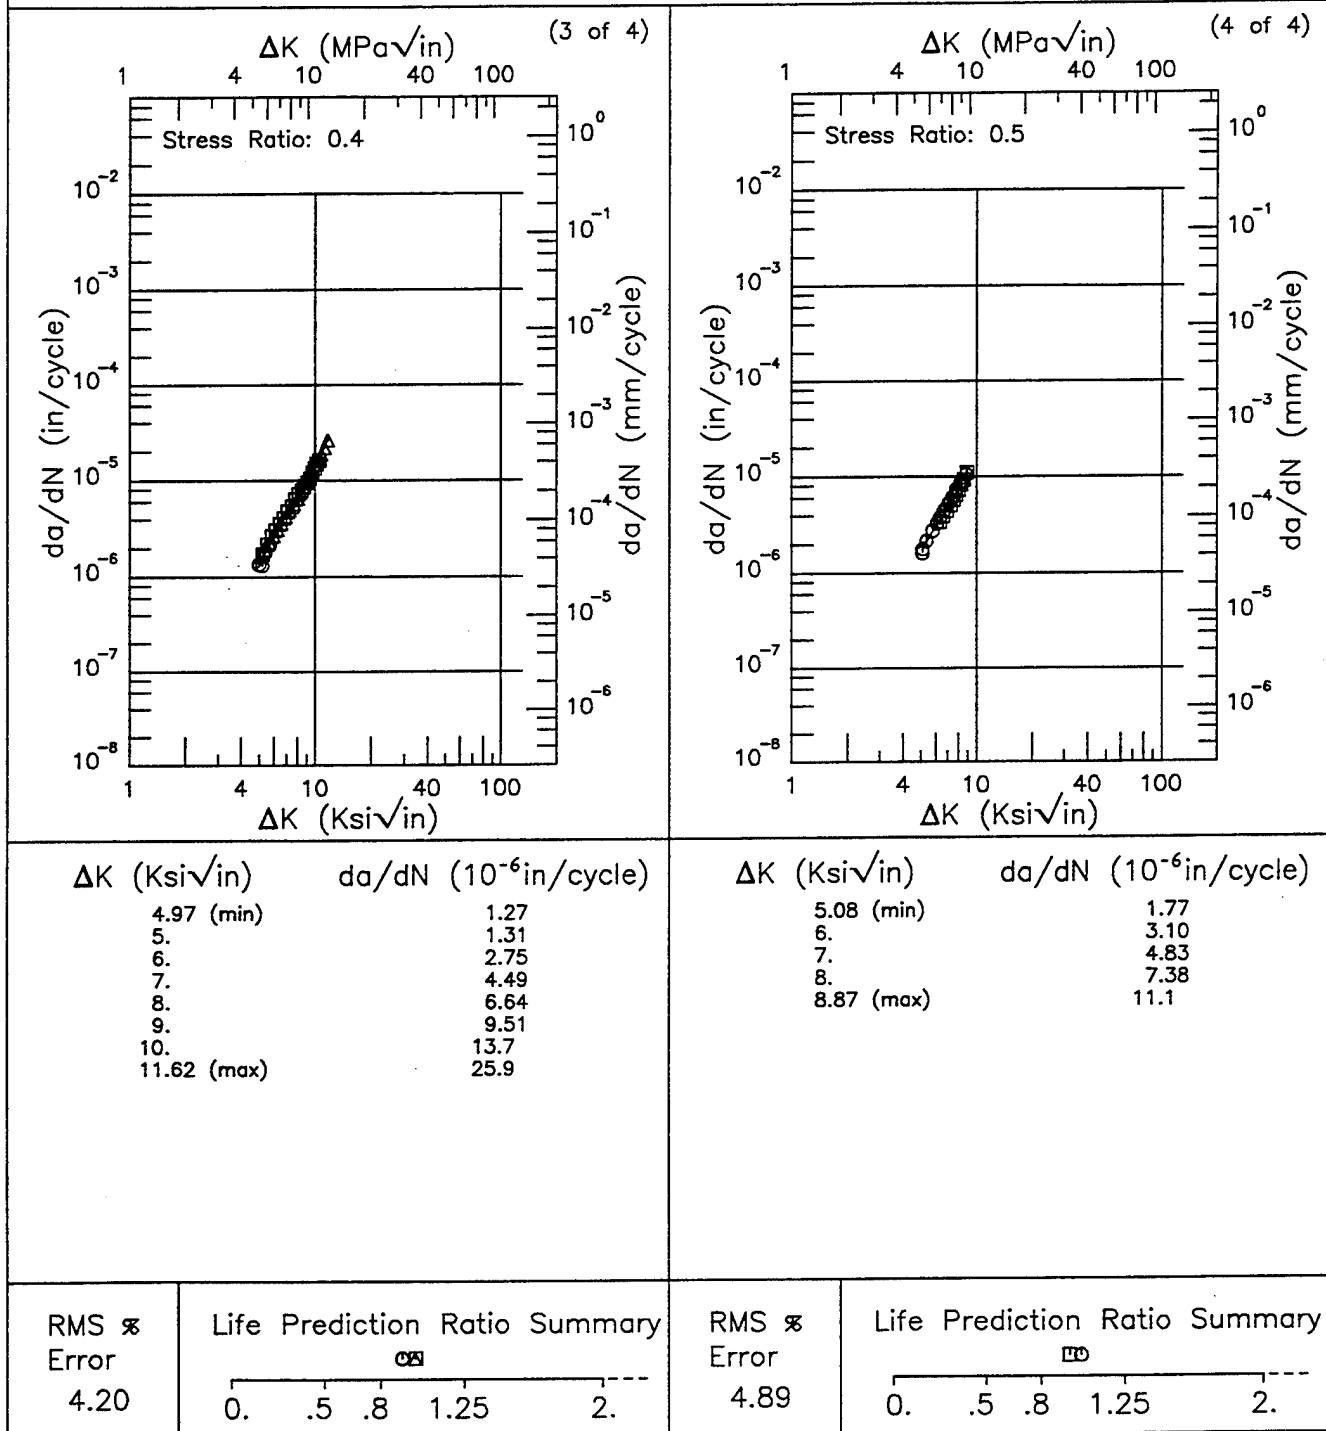 (3 of 4)
ΔK (MPa√in)
1 4 10 40 100
Stress Ratio: 0.4
10⁰
10⁻²
10⁻¹
10⁻³
10⁻²
10⁻⁴
10⁻³
10⁻⁵
10⁻⁴
10⁻⁶
10⁻⁵
10⁻⁷
10⁻⁶
10⁻⁸
da/dN (in/cycle)
da/dN (mm/cycle)
1 4 10 40 100
ΔK (Ksi√in)
(4 of 4)
ΔK (MPa√in)
1 4 10 40 100
Stress Ratio: 0.5
10⁰
10⁻²
10⁻¹
10⁻³
10⁻²
10⁻⁴
10⁻³
10⁻⁵
10⁻⁴
10⁻⁶
10⁻⁵
10⁻⁷
10⁻⁶
10⁻⁸
da/dN (in/cycle)
da/dN (mm/cycle)
1 4 10 40 100
ΔK (Ksi√in)
ΔK (Ksi√in) da/dN (10⁻⁶in/cycle)
4.97 (min) 1.27
5. 1.31
6. 2.75
7. 4.49
8. 6.64
9. 9.51
10. 13.7
11.62 (max) 25.9
ΔK (Ksi√in) da/dN (10⁻⁶in/cycle)
5.08 (min) 1.77
6. 3.10
7. 4.83
8. 7.38
8.87 (max) 11.1
RMS %
Error
4.20
Life Prediction Ratio Summary
0. .5 .8 1.25 2.
RMS %
Error
4.89
Life Prediction Ratio Summary
0. .5 .8 1.25 2.